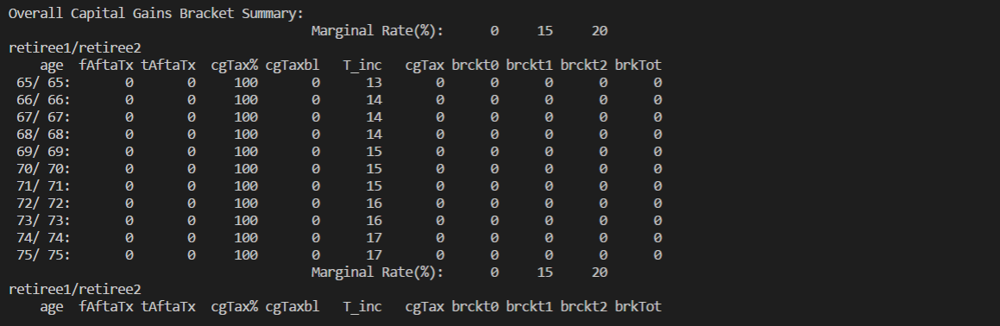 Overall Capital Gains Bracket Summary:
                                       Marginal Rate(%):      0     15     20
retiree1/retiree2
    age  fAftaTx tAftaTx  cgTax% cgTaxbl   T_inc   cgTax brckt0 brckt1 brckt2 brkTot
 65/ 65:       0       0     100       0      13       0      0      0      0      0
 66/ 66:       0       0     100       0      14       0      0      0      0      0
 67/ 67:       0       0     100       0      14       0      0      0      0      0
 68/ 68:       0       0     100       0      14       0      0      0      0      0
 69/ 69:       0       0     100       0      15       0      0      0      0      0
 70/ 70:       0       0     100       0      15       0      0      0      0      0
 71/ 71:       0       0     100       0      15       0      0      0      0      0
 72/ 72:       0       0     100       0      16       0      0      0      0      0
 73/ 73:       0       0     100       0      16       0      0      0      0      0
 74/ 74:       0       0     100       0      17       0      0      0      0      0
 75/ 75:       0       0     100       0      17       0      0      0      0      0
                                       Marginal Rate(%):      0     15     20
retiree1/retiree2
    age  fAftaTx tAftaTx  cgTax% cgTaxbl   T_inc   cgTax brckt0 brckt1 brckt2 brkTot